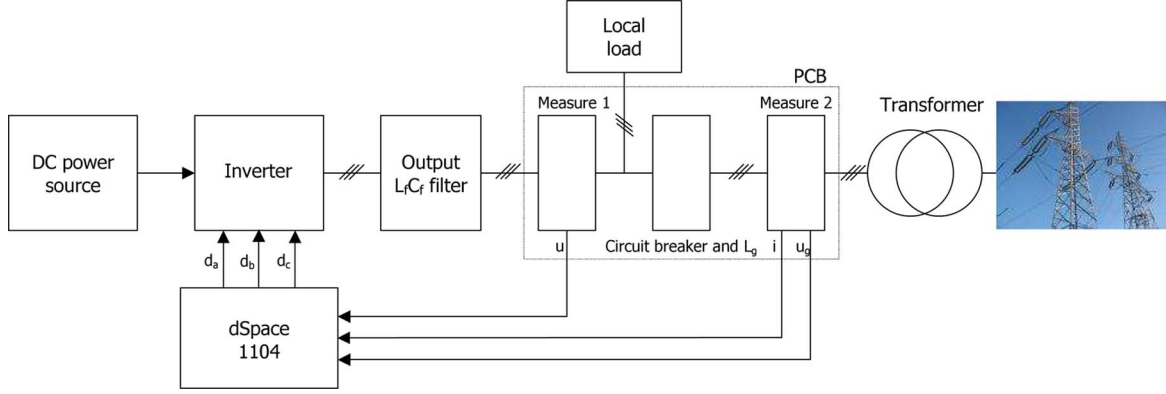 Local
load
PCB
Measure 1
Measure 2
Transformer
DC power
source
Inverter
Output
LfCf filter
u
Circuit breaker and Lg
i
ug
da
db
dc
dSpace
1104